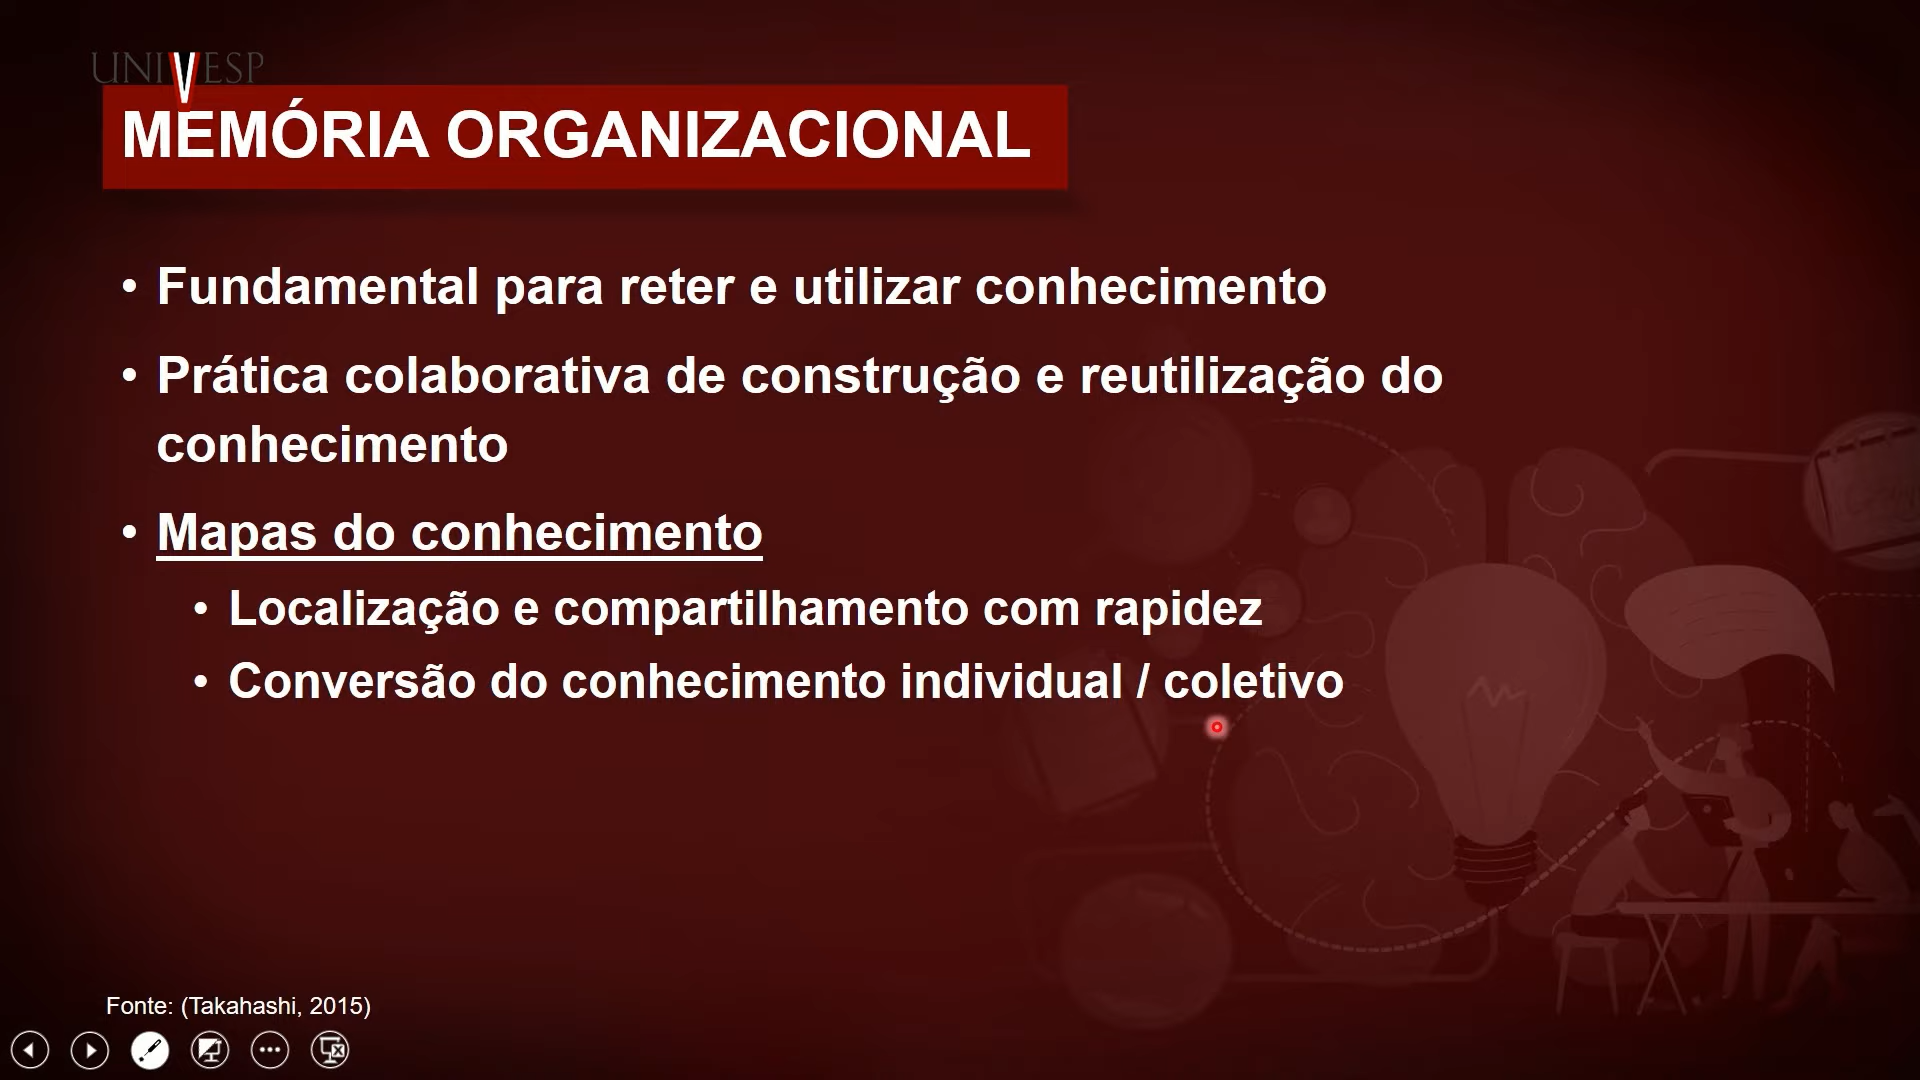 UNIVESP
MEMÓRIA ORGANIZACIONAL
• Fundamental para reter e utilizar conhecimento
• Prática colaborativa de construção e reutilização do
conhecimento
• Mapas do conhecimento
• Localização e compartilhamento com rapidez
• Conversão do conhecimento individual / coletivo
Fonte: (Takahashi, 2015)